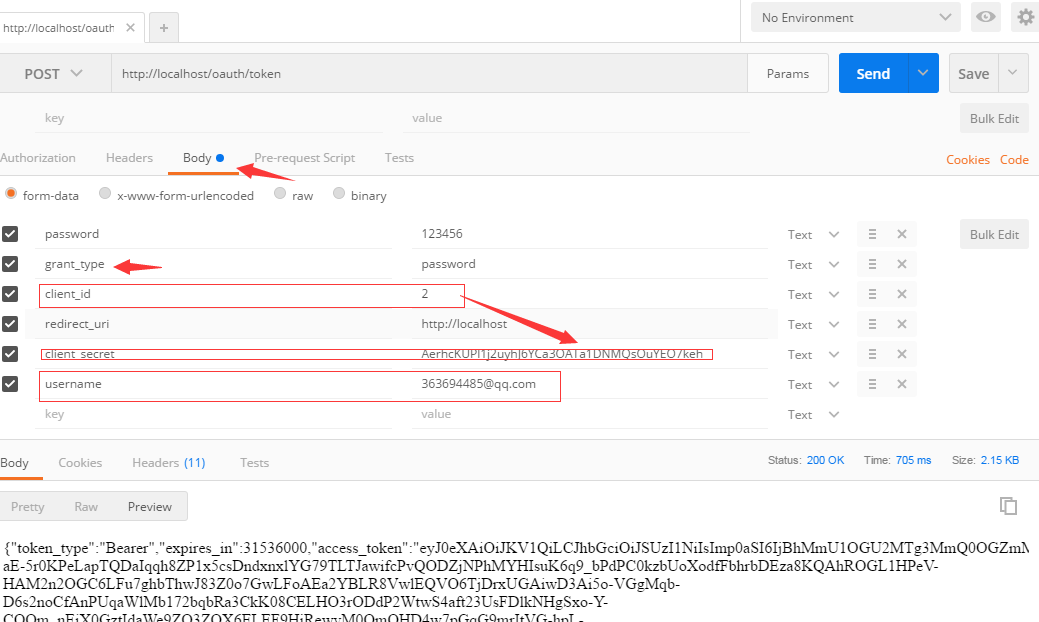 http://localhost/oauth
No Environment
POST
http://localhost/oauth/token
Params
Send
Save
key value
Bulk Edit
Authorization Headers Body Pre-request Script Tests
Cookies Code
form-data x-www-form-urlencoded raw binary
password 123456 Text
Bulk Edit
grant_type password Text
client_id 2 Text
redirect_uri http://localhost Text
client_secret Text
username 363694485@qq.com Text
key value Text
Body Cookies Headers (11) Tests
Status: 200 OK Time: 705 ms Size: 2.15 KB
Pretty Raw Preview
{"token_type":"Bearer","expires_in":31536000,"access_token":"eyJ0eXAiOiJKV1QiLCJhbGciOiJSUzI1NiIsImp0aSI6IjBhMmU1OGU2MTg3MmQ0OGZmM
aE-5r0KPeLapTQDaIqqh8ZP1x5csDndxnxlYG79TLTJawifcPvQODZjNPhMYHIsuK6q9_bPdPC0kzbUoXodfFbhrbDEza8KQAhROGL1HPeV-
HAM2n2OGC6LFu7ghbThwJ83Z0o7GwLFoAEa2YBLR8VwlEQVO6TjDrxUGAiwD3Ai5o-VGgMqb-
D6s2noCfAnPUqaWlMb172bqbRa3CkK08CELHO3rODdP2WtwS4aft23UsFDlkNHgSxo-Y-